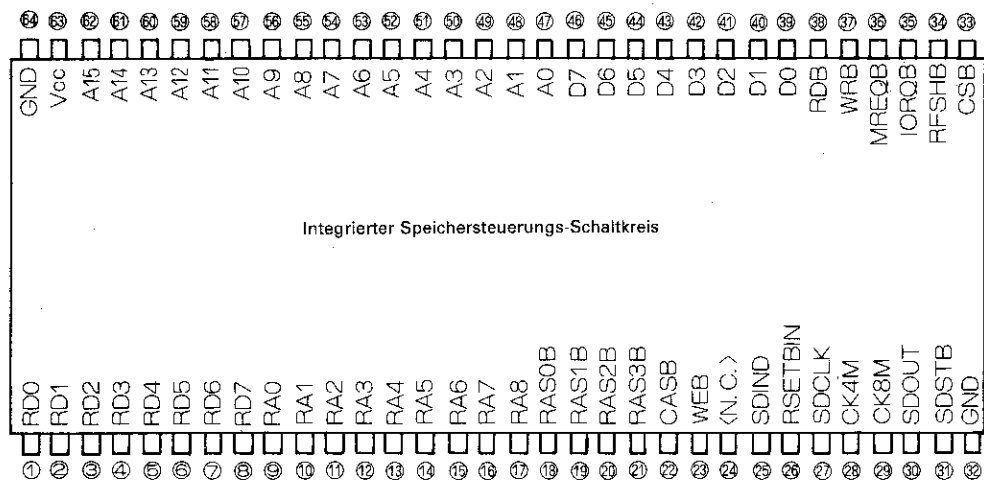 64 63 62 61 60 59 58 57 56 55 54 53 52 51 50 49 48 47 46 45 44 43 42 41 40 39 38 37 36 35 34 33
GND Vcc A15 A14 A13 A12 A11 A10 A9 A8 A7 A6 A5 A4 A3 A2 A1 A0 D7 D6 D5 D4 D3 D2 D1 D0 RDB WRB MREQB IORQB RFSHB CSB
Integrierter Speichersteuerungs-Schaltkreis
RD0 RD1 RD2 RD3 RD4 RD5 RD6 RD7 RA0 RA1 RA2 RA3 RA4 RA5 RA6 RA7 RA8 RAS0B RAS1B RAS2B RAS3B CASB WEB (N.C.) SDIND RSETBIN SDCLK CK4M CK8M SDOUT SDSTB GND
1 2 3 4 5 6 7 8 9 10 11 12 13 14 15 16 17 18 19 20 21 22 23 24 25 26 27 28 29 30 31 32